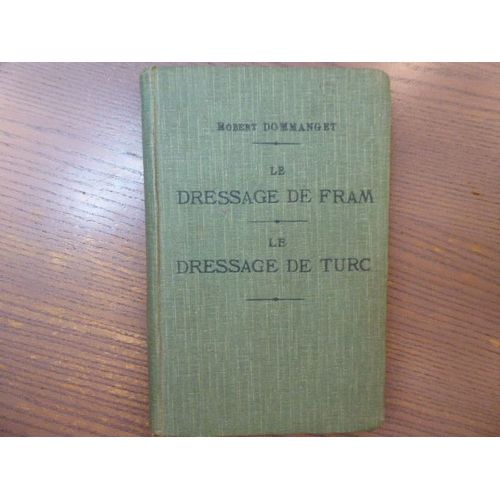 ROBERT DOMMANGET
LE
DRESSAGE DE FRAM
LE
DRESSAGE DE TURC